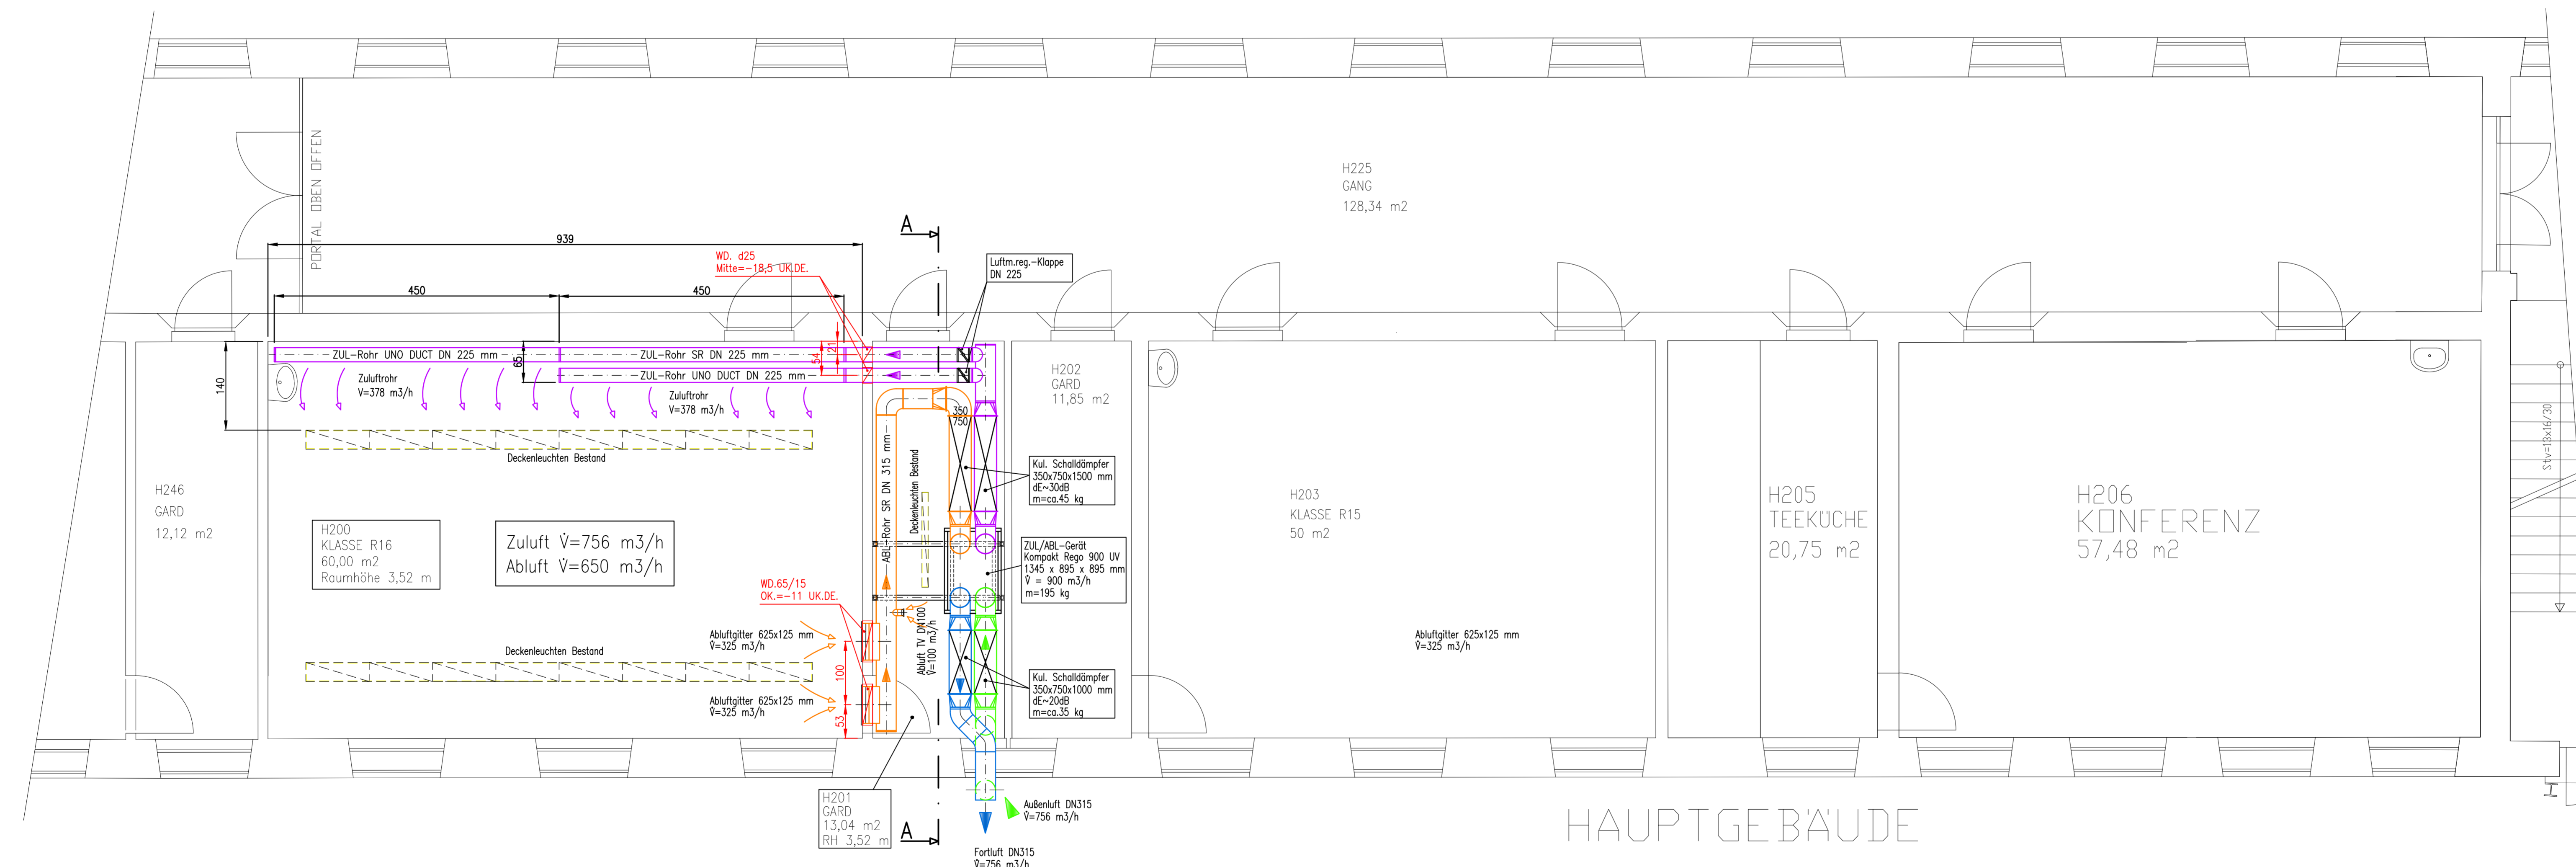 PORTAL OBEN OFFEN
H225
GANG
128,34 m2
939
450
450
WD. d25
Mitte=-18,5 UK.DE.
A
Luftm.reg.-Klappe
DN 225
ZUL-Rohr UNO DUCT DN 225 mm
ZUL-Rohr SR DN 225 mm
ZUL-Rohr UNO DUCT DN 225 mm
65
54
21
140
Zuluftrohr
V=378 m3/h
Zuluftrohr
V=378 m3/h
350
750
H202
GARD
11,85 m2
Deckenleuchten Bestand
Deckenleuchten Bestand
ABL-Rohr SR DN 315 mm
Kul. Schalldämpfer
350x750x1500 mm
dE~30dB
m=ca.45 kg
H246
GARD
12,12 m2
H200
KLASSE R16
60,00 m2
Raumhöhe 3,52 m
Zuluft V̇=756 m3/h
Abluft V̇=650 m3/h
ZUL/ABL-Gerät
Kompakt Rego 900 UV
1345 x 895 x 895 mm
V̇ = 900 m3/h
m=195 kg
H203
KLASSE R15
50 m2
H205
TEEKÜCHE
20,75 m2
H206
KONFERENZ
57,48 m2
Stv=13x16/30
WD.65/15
OK.=-11 UK.DE.
Abluft TV DN100
V̇=100 m3/h
Abluftgitter 625x125 mm
V̇=325 m3/h
Abluftgitter 625x125 mm
V̇=325 m3/h
Deckenleuchten Bestand
100
53
Kul. Schalldämpfer
350x750x1000 mm
dE~20dB
m=ca.35 kg
Abluftgitter 625x125 mm
V̇=325 m3/h
H201
GARD
13,04 m2
RH 3,52 m
A
Außenluft DN315
V̇=756 m3/h
Fortluft DN315
V̇=756 m3/h
HAUPTGEBÄUDE